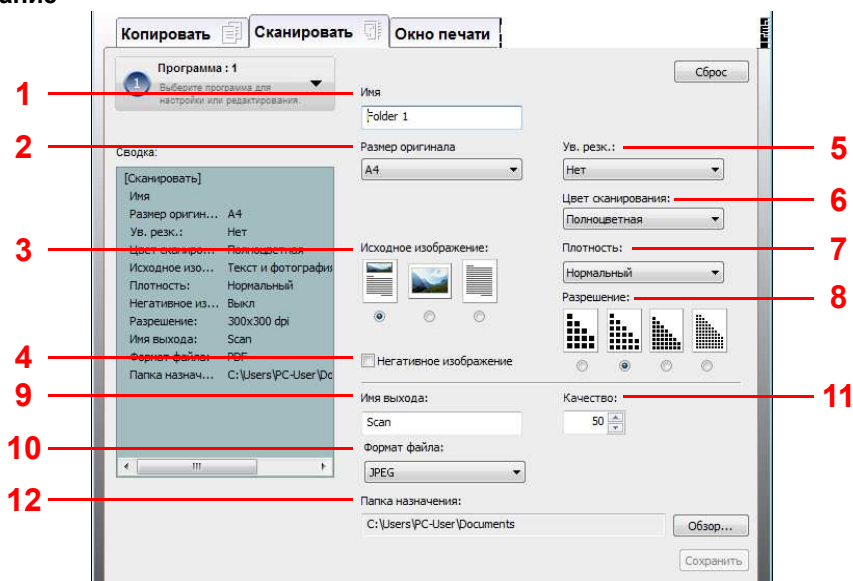 Копировать
Сканировать
Окно печати
Программа : 1
1
Выберите программа для
настройки или редактирования.
Сброс
1
Имя
Folder 1
2
Размер оригинала
A4
Ув. резк.:
5
Нет
Сводка:
[Сканировать]
Имя
Размер оригин... A4
Ув. резк.: Нет
Цвет сканиро... Полноцветная
Исходное изо... Текст и фотография
Плотность: Нормальный
Негативное из... Выкл
Разрешение: 300x300 dpi
Имя выхода: Scan
Формат файла: PDF
Папка назнач... C:\Users\PC-User\Do
Цвет сканирования:
6
Полноцветная
3
Исходное изображение:
Плотность:
7
Нормальный
Разрешение:
8
4
Негативное изображение
9
Имя выхода:
Scan
Качество:
11
50
10
Формат файла:
JPEG
12
Папка назначения:
C:\Users\PC-User\Documents
Обзор...
Сохранить